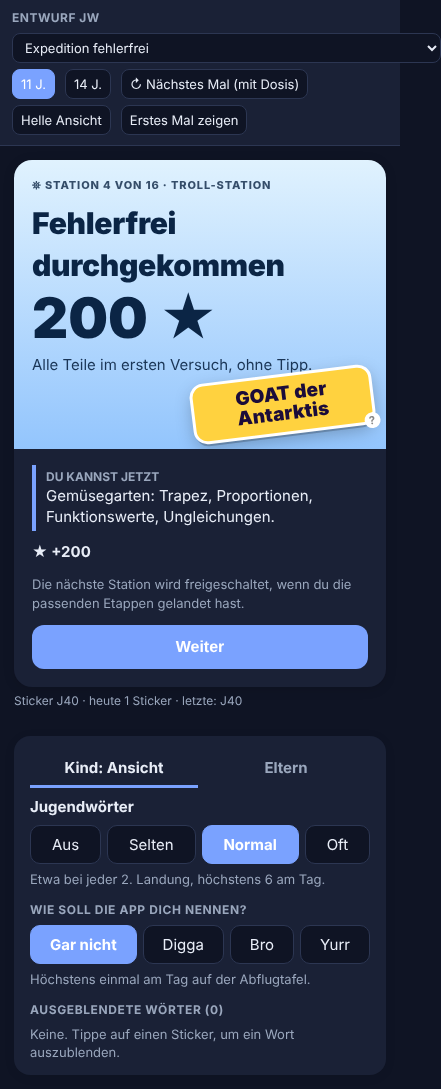 ENTWURF JW
Expedition fehlerfrei
11 J.
14 J.
↻ Nächstes Mal (mit Dosis)
Helle Ansicht
Erstes Mal zeigen
✵ STATION 4 VON 16 · TROLL-STATION
Fehlerfrei
durchgekommen
200 ★
Alle Teile im ersten Versuch, ohne Tipp.
GOAT der
Antarktis
?
DU KANNST JETZT
Gemüsegarten: Trapez, Proportionen,
Funktionswerte, Ungleichungen.
★ +200
Die nächste Station wird freigeschaltet, wenn du die
passenden Etappen gelandet hast.
Weiter
Sticker J40 · heute 1 Sticker · letzte: J40
Kind: Ansicht
Eltern
Jugendwörter
Aus
Selten
Normal
Oft
Etwa bei jeder 2. Landung, höchstens 6 am Tag.
WIE SOLL DIE APP DICH NENNEN?
Gar nicht
Digga
Bro
Yurr
Höchstens einmal am Tag auf der Abflugtafel.
AUSGEBLENDETE WÖRTER (0)
Keine. Tippe auf einen Sticker, um ein Wort
auszublenden.